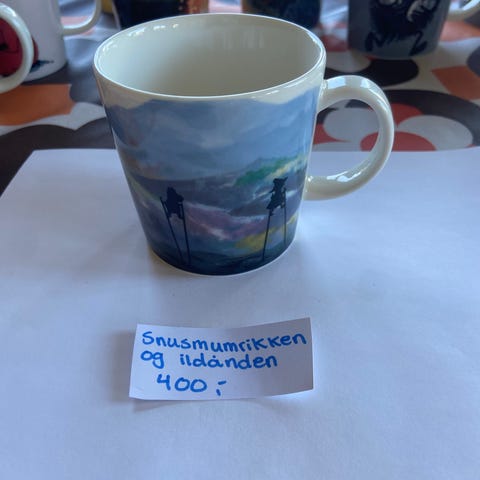 Snusmumrikken
og ildånden
400,-